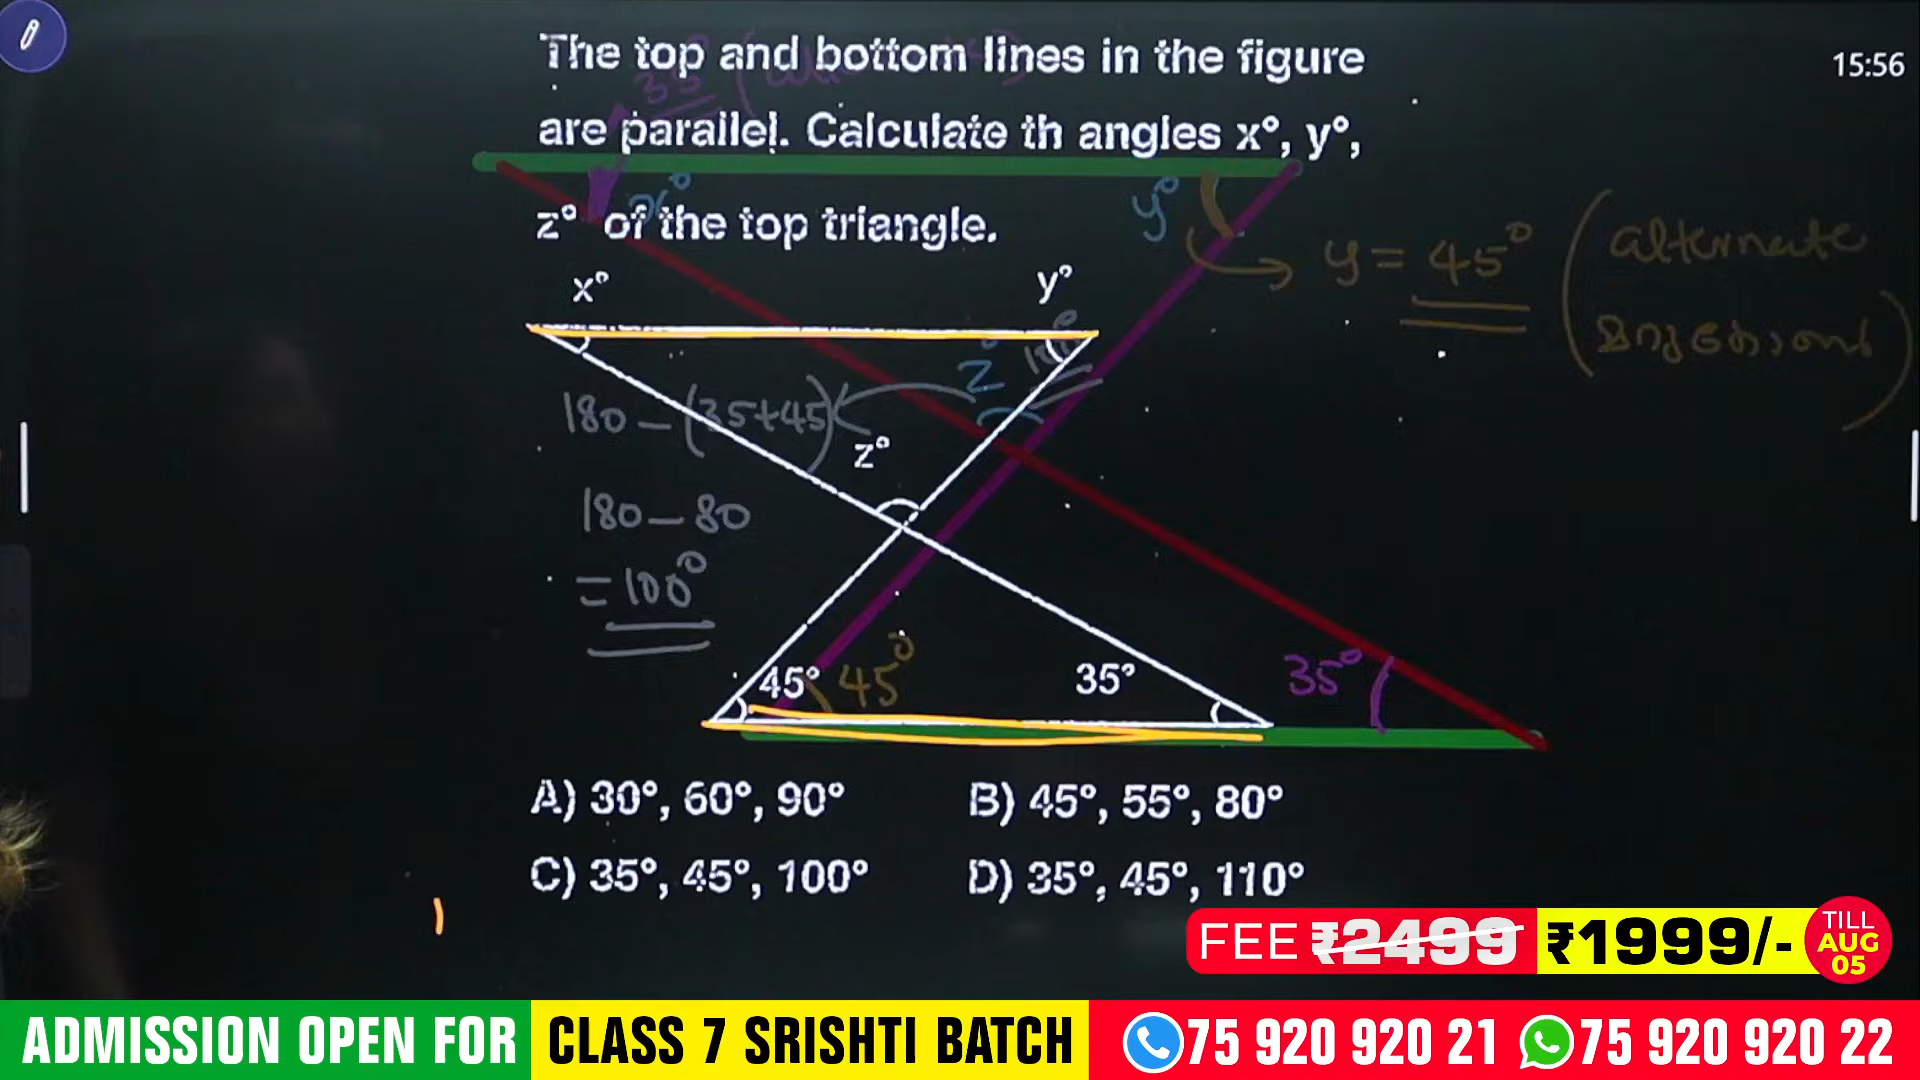 15:56
The top and bottom lines in the figure
are parallel. Calculate th angles x°, y°,
z° of the top triangle.
35° (
x°
y°
y = 45° (alternate
x°
y°
z°
100°
180 - (35+45)
z°
180 - 80
= 100°
45°
45°
35°
35°
A) 30°, 60°, 90°
B) 45°, 55°, 80°
C) 35°, 45°, 100°
D) 35°, 45°, 110°
FEE ₹2499 ₹1999/-
TILL
AUG
05
ADMISSION OPEN FOR CLASS 7 SRISHTI BATCH 75 920 920 21 75 920 920 22